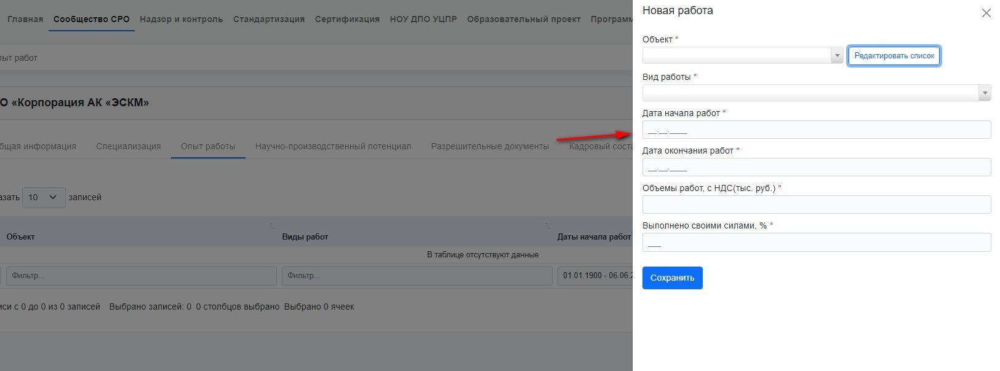 Главная Сообщество СРО Надзор и контроль Стандартизация Сертификация НОУ ДПО УЦПР Образовательный проект Програм
ыт работ
О «Корпорация АК «ЭСКМ»
бщая информация Специализация Опыт работы Научно-производственный потенциал Разрешительные документы Кадровый соста
азать 10 записей
Объект Виды работ Даты начала работ
В таблице отсутствуют данные
Фильтр... Фильтр... 01.01.1900 - 06.06.2
иси с 0 до 0 из 0 записей Выбрано записей: 0 0 столбцов выбрано Выбрано 0 ячеек
Новая работа
Объект *
Редактировать список
Вид работы *
Дата начала работ *
__.__.____
Дата окончания работ *
__.__.____
Объемы работ, с НДС(тыс. руб.) *
Выполнено своими силами, % *
___
Сохранить